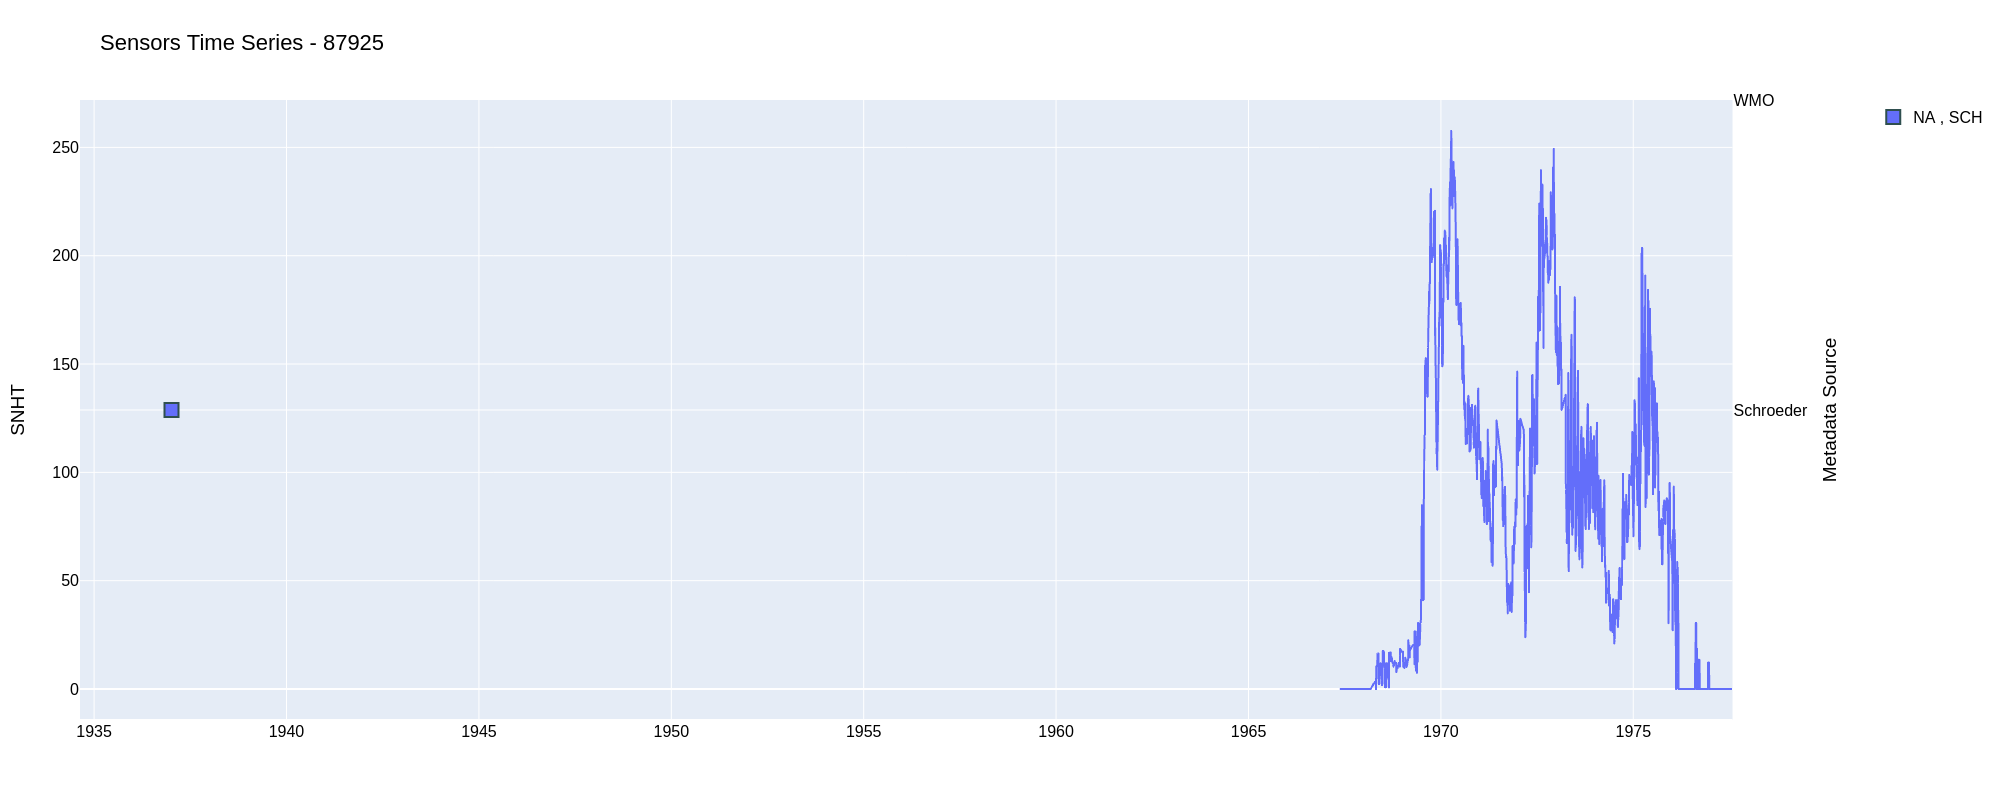 Sensors Time Series - 87925
WMO
NA , SCH
250
200
150
100
50
0
SNHT
Schroeder
Metadata Source
1935
1940
1945
1950
1955
1960
1965
1970
1975